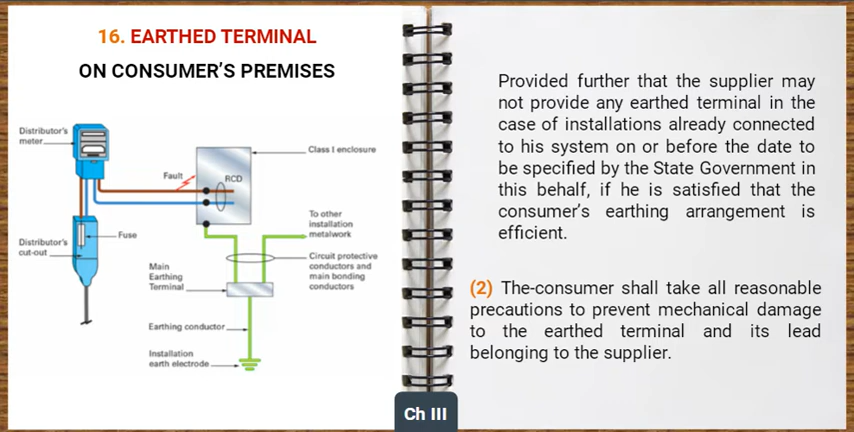 16. EARTHED TERMINAL
ON CONSUMER'S PREMISES
Distributor's
meter
Class I enclosure
Fault
RCD
To other
installation
metalwork
Fuse
Distributor's
cut-out
Circuit protective
conductors and
main bonding
conductors
Main
Earthing
Terminal
Earthing conductor
Installation
earth electrode
Provided further that the supplier may
not provide any earthed terminal in the
case of installations already connected
to his system on or before the date to
be specified by the State Government in
this behalf, if he is satisfied that the
consumer's earthing arrangement is
efficient.
(2) The-consumer shall take all reasonable
precautions to prevent mechanical damage
to the earthed terminal and its lead
belonging to the supplier.
Ch III